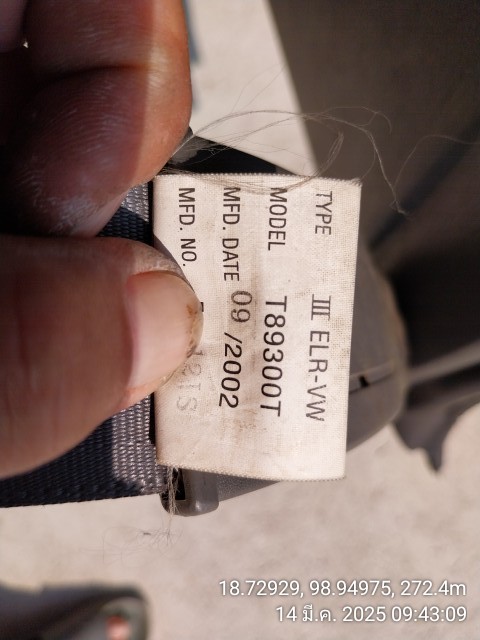 TYPE III ELR-VW
MODEL T89300T
MFD. DATE 09 /2002
MFD. NO.
18.72929, 98.94975, 272.4m
14 มี.ค. 2025 09:43:09